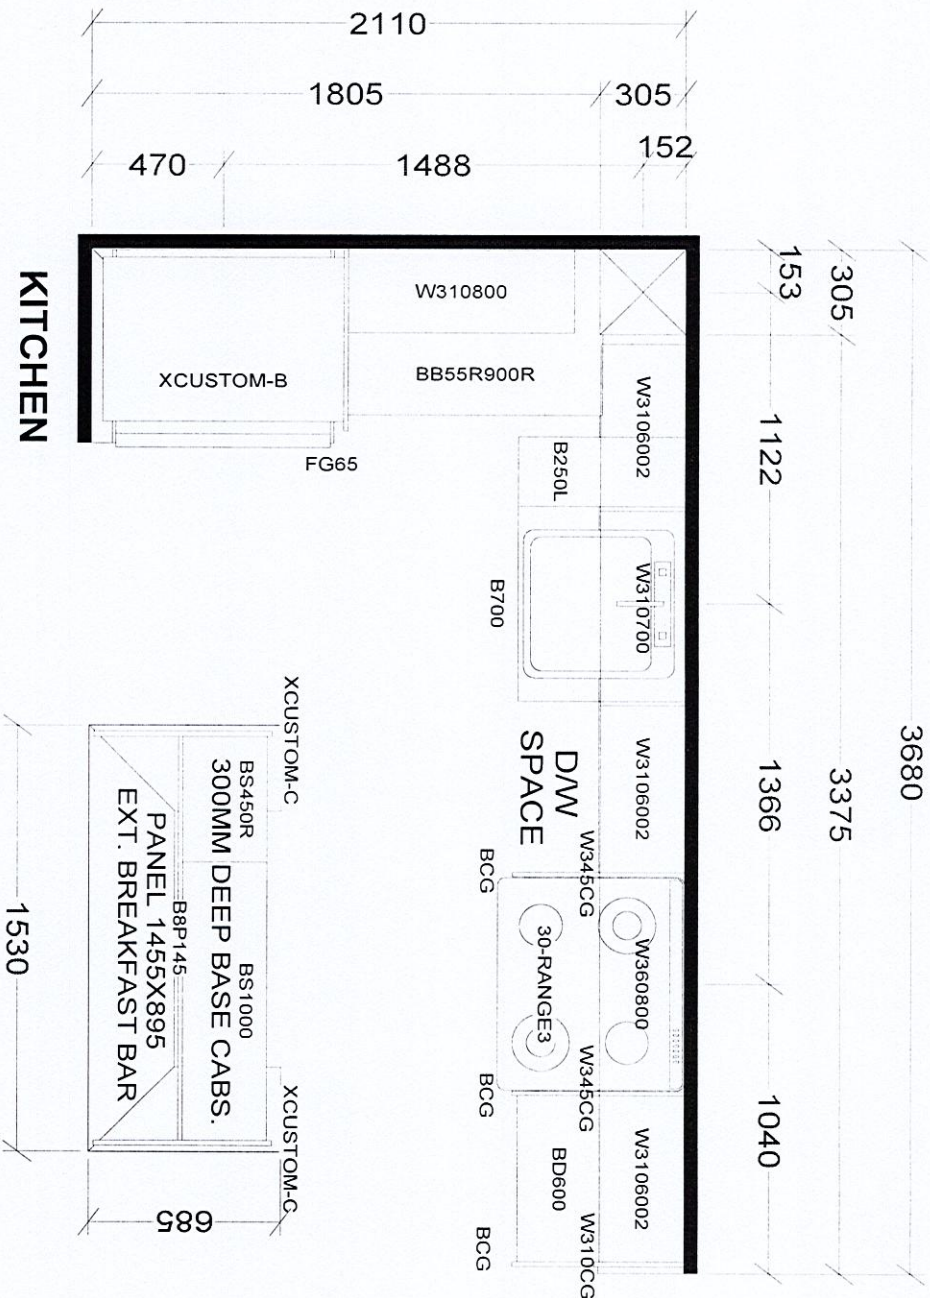 2110
1805
305
470
1488
152
3680
305
3375
153
1122
1366
1040
KITCHEN
W310800
XCUSTOM-B
BB55R900R
FG65
W3106002
B250L
W310700
B700
W3106002
D/W
SPACE
W345CG
BCG
W360800
30-RANGE3
W345CG
BCG
W3106002
BD600
W310CG
BCG
XCUSTOM-C
XCUSTOM-C
BS450R
BS1000
300MM DEEP BASE CABS.
B8P145
PANEL 1455X895
EXT. BREAKFAST BAR
685
1530